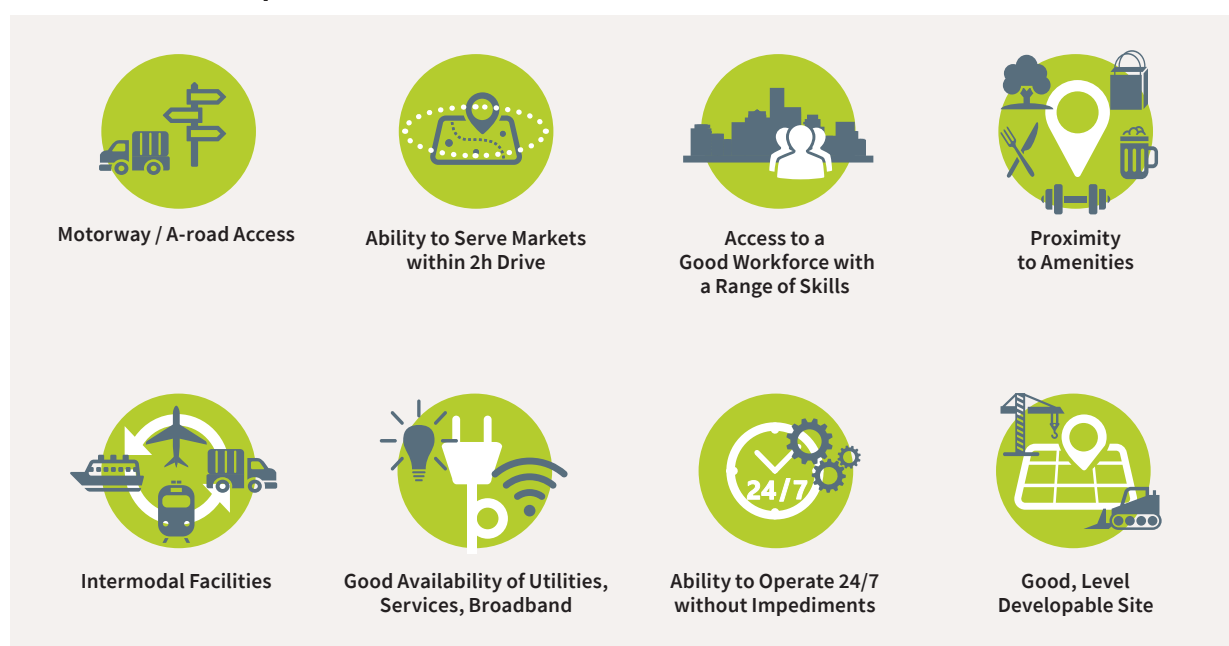 Motorway / A-road Access
Ability to Serve Markets
within 2h Drive
Access to a
Good Workforce with
a Range of Skills
Proximity
to Amenities
24/7
Intermodal Facilities
Good Availability of Utilities,
Services, Broadband
Ability to Operate 24/7
without Impediments
Good, Level
Developable Site